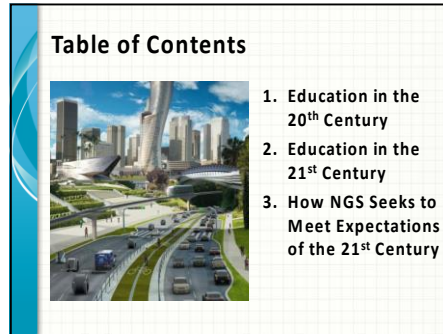 Table of Contents
1. Education in the
20th Century
2. Education in the
21st Century
3. How NGS Seeks to
Meet Expectations
of the 21st Century